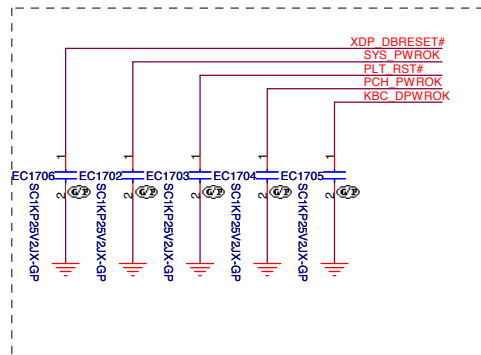 XDP_DBRESET#
SYS_PWROK
PLT_RST#
PCH_PWROK
KBC_DPWROK
1 1 1 1 1
EC1706 EC1702 EC1703 EC1704 EC1705
2 2 2 2 2
SC1KP25V2JX-GP
SC1KP25V2JX-GP
SC1KP25V2JX-GP
SC1KP25V2JX-GP
SC1KP25V2JX-GP